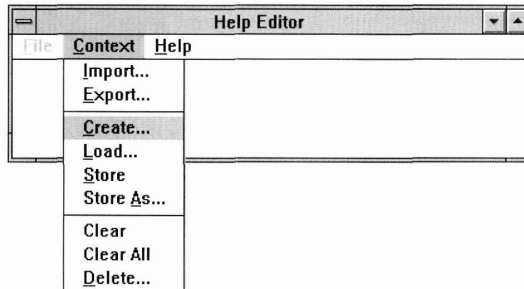 Help Editor
File Context Help
Import...
Export...
Create...
Load...
Store
Store As...
Clear
Clear All
Delete...